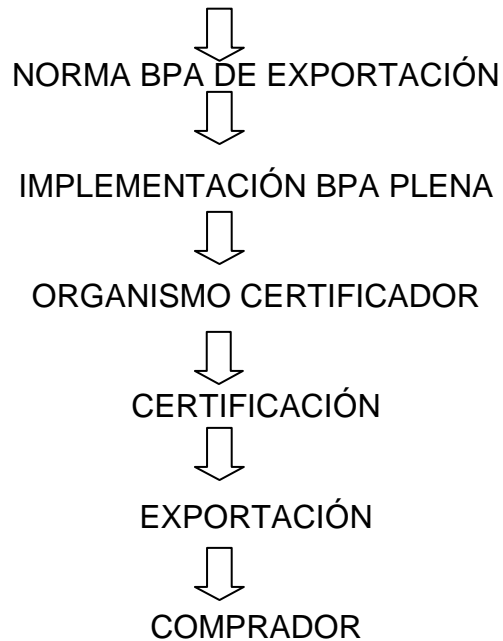 NORMA BPA DE EXPORTACIÓN
IMPLEMENTACIÓN BPA PLENA
ORGANISMO CERTIFICADOR
CERTIFICACIÓN
EXPORTACIÓN
COMPRADOR